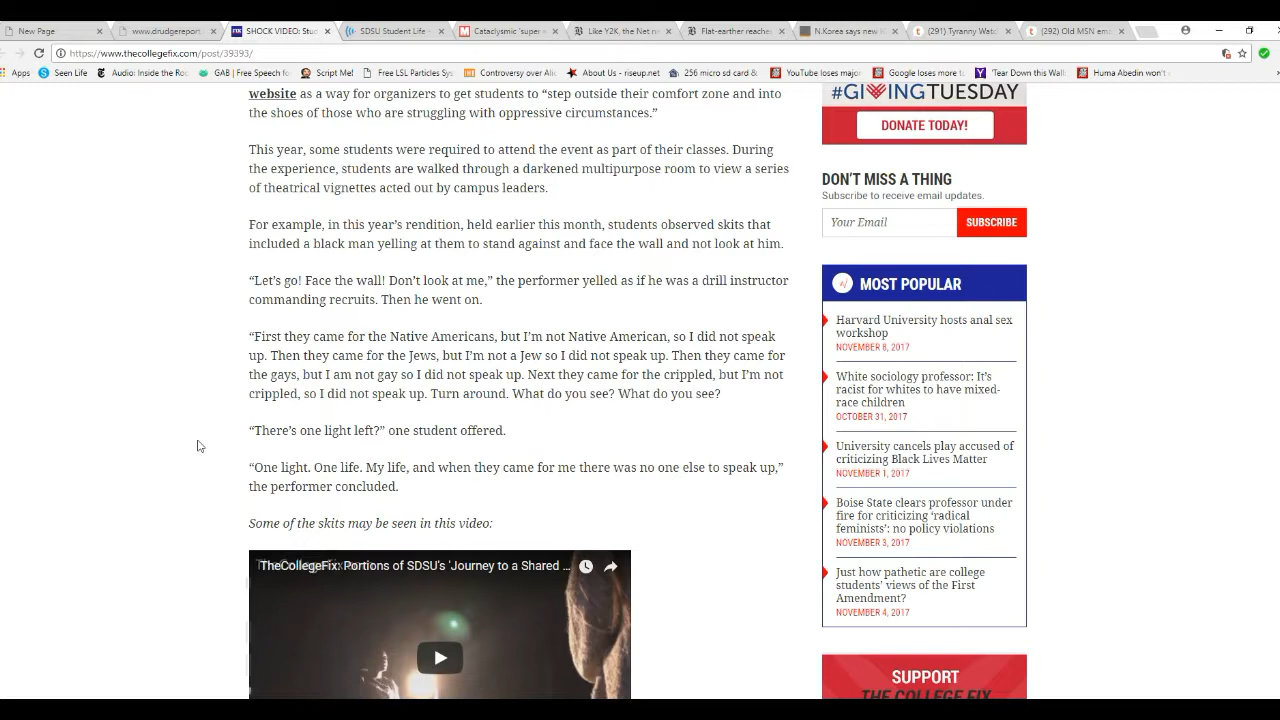 New Page
www.drudgereport
SHOCK VIDEO: Stu
SDSU Student Life –
Cataclysmic 'super
Like Y2K, the Net n
Flat-earther reaches
N.Korea says new
(291) Tyranny Watc
(292) Old MSN em
https://www.thecollegefix.com/post/39393/
Apps
Seen Life
Audio: Inside the Ro
GAB | Free Speech fo
Script Mel
Free LSL Particles Sys
Controversy over Ali
About Us - riseup.net
256 micro sd card &
YouTube loses major
Google loses more to
'Tear Down this Wall
Huma Abedin won't
website as a way for organizers to get students to “step outside their comfort zone and into
the shoes of those who are struggling with oppressive circumstances.”
This year, some students were required to attend the event as part of their classes. During
the experience, students are walked through a darkened multipurpose room to view a series
of theatrical vignettes acted out by campus leaders.
For example, in this year’s rendition, held earlier this month, students observed skits that
included a black man yelling at them to stand against and face the wall and not look at him.
“Let’s go! Face the wall! Don’t look at me,” the performer yelled as if he was a drill instructor
commanding recruits. Then he went on.
“First they came for the Native Americans, but I’m not Native American, so I did not speak
up. Then they came for the Jews, but I’m not a Jew so I did not speak up. Then they came for
the gays, but I am not gay so I did not speak up. Next they came for the crippled, but I’m not
crippled, so I did not speak up. Turn around. What do you see? What do you see?
“There’s one light left?” one student offered.
“One light. One life. My life, and when they came for me there was no one else to speak up,”
the performer concluded.
Some of the skits may be seen in this video:
TheCollegeFix: Portions of SDSU's 'Journey to a Shared ...
#GIVINGTUESDAY
DONATE TODAY!
DON’T MISS A THING
Subscribe to receive email updates.
Your Email
SUBSCRIBE
MOST POPULAR
Harvard University hosts anal sex
workshop
NOVEMBER 8, 2017
White sociology professor: It’s
racist for whites to have mixed-
race children
OCTOBER 31, 2017
University cancels play accused of
criticizing Black Lives Matter
NOVEMBER 1, 2017
Boise State clears professor under
fire for criticizing ‘radical
feminists’: no policy violations
NOVEMBER 3, 2017
Just how pathetic are college
students’ views of the First
Amendment?
NOVEMBER 4, 2017
SUPPORT
THE COLLEGE FIX